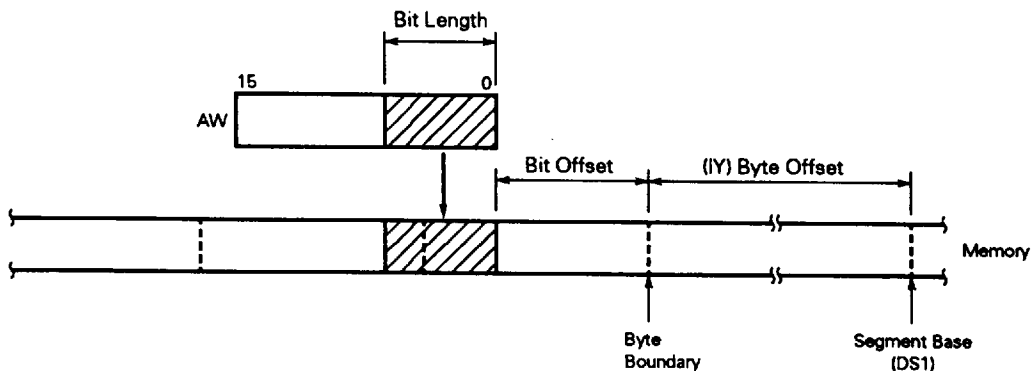 Bit Length
15 0
AW
Bit Offset (IY) Byte Offset
Memory
Byte Segment Base
Boundary (DS1)